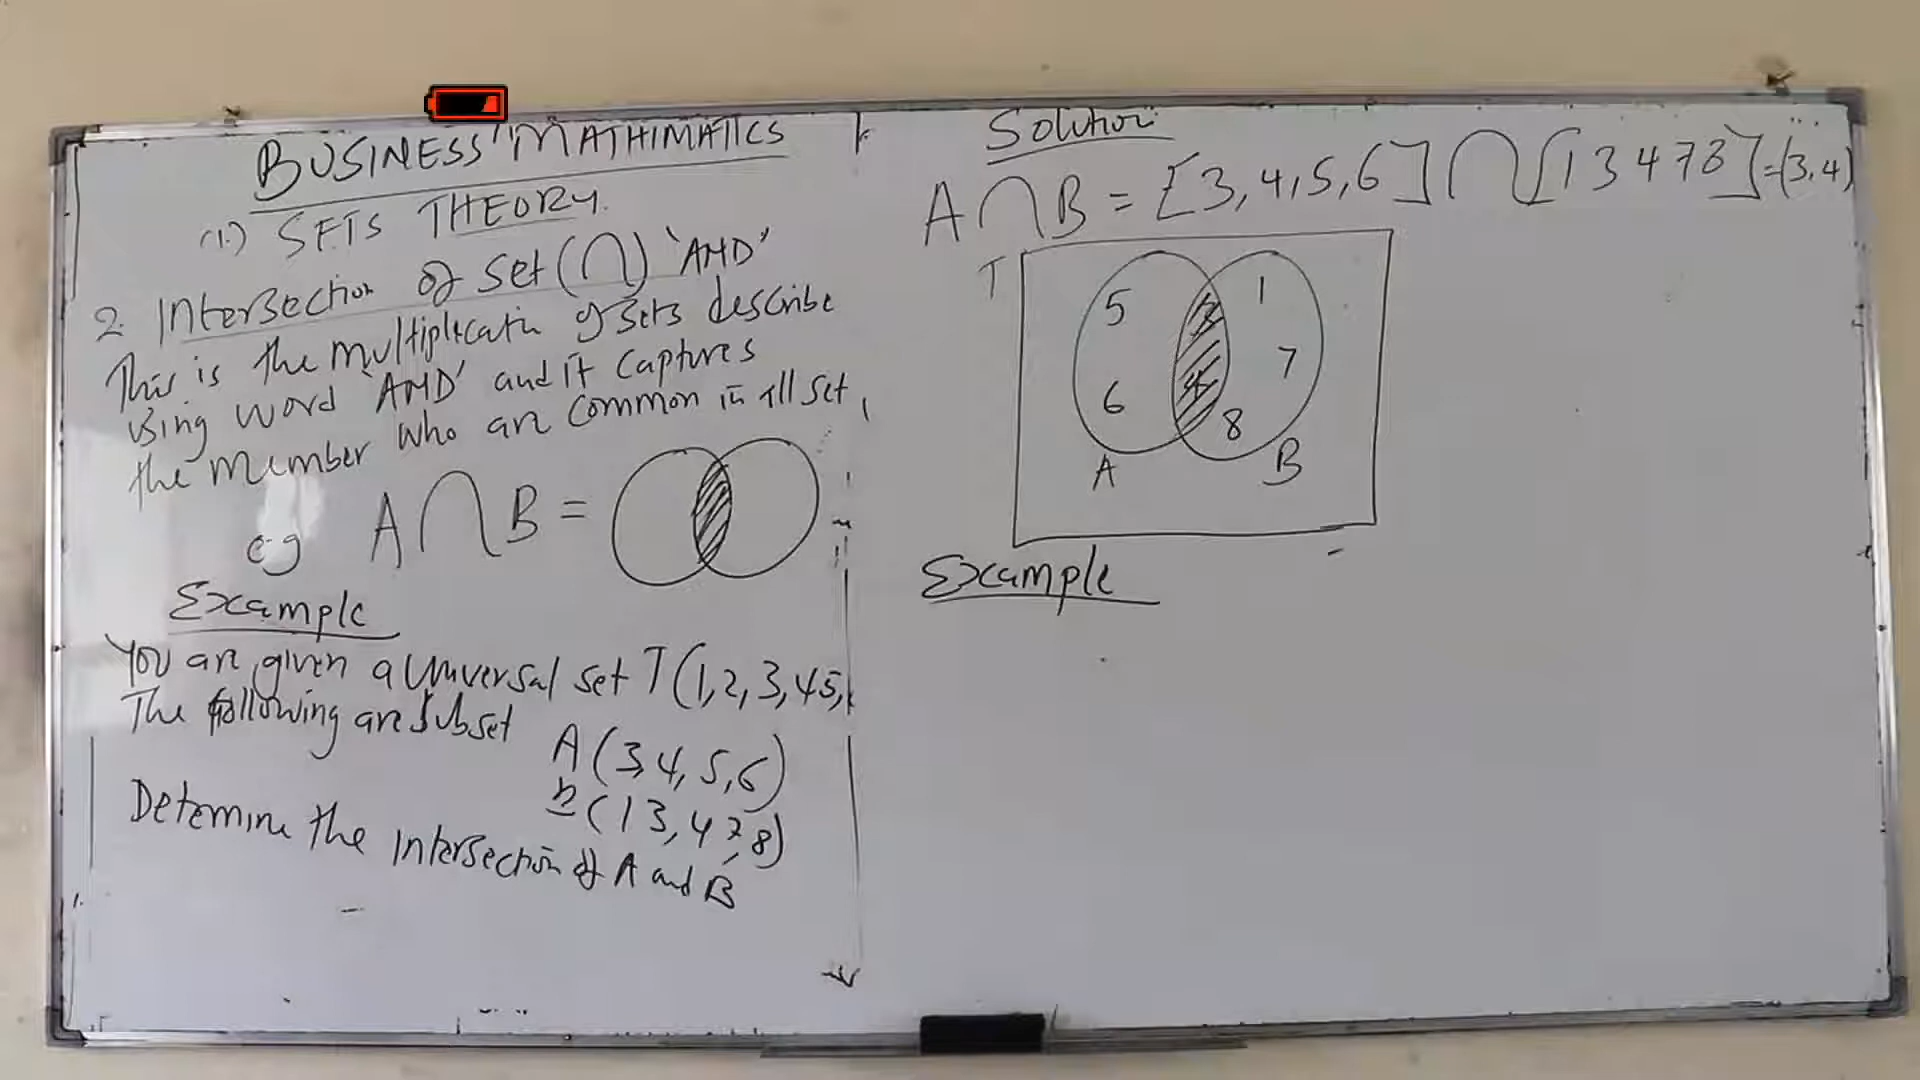 BUSINESS MATHIMATICS
(1.) SETS THEORY.
2. Intersection of set (∩) 'AND'
This is the multiplicatin of sets describe
using word 'AND' and it captures
the member who are common in all set,
eg A ∩ B =
Example
You are given a universal set T (1, 2, 3, 4 5,
The following are subset
A (3, 4, 5, 6)
B (1 3, 4 7, 8)
Determine the intersection of A and B
Solution
A ∩ B = [3, 4, 5, 6] ∩ [1 3 4 7 8] = (3, 4)
T
5 3 1
7
6 4
8
A B
Example